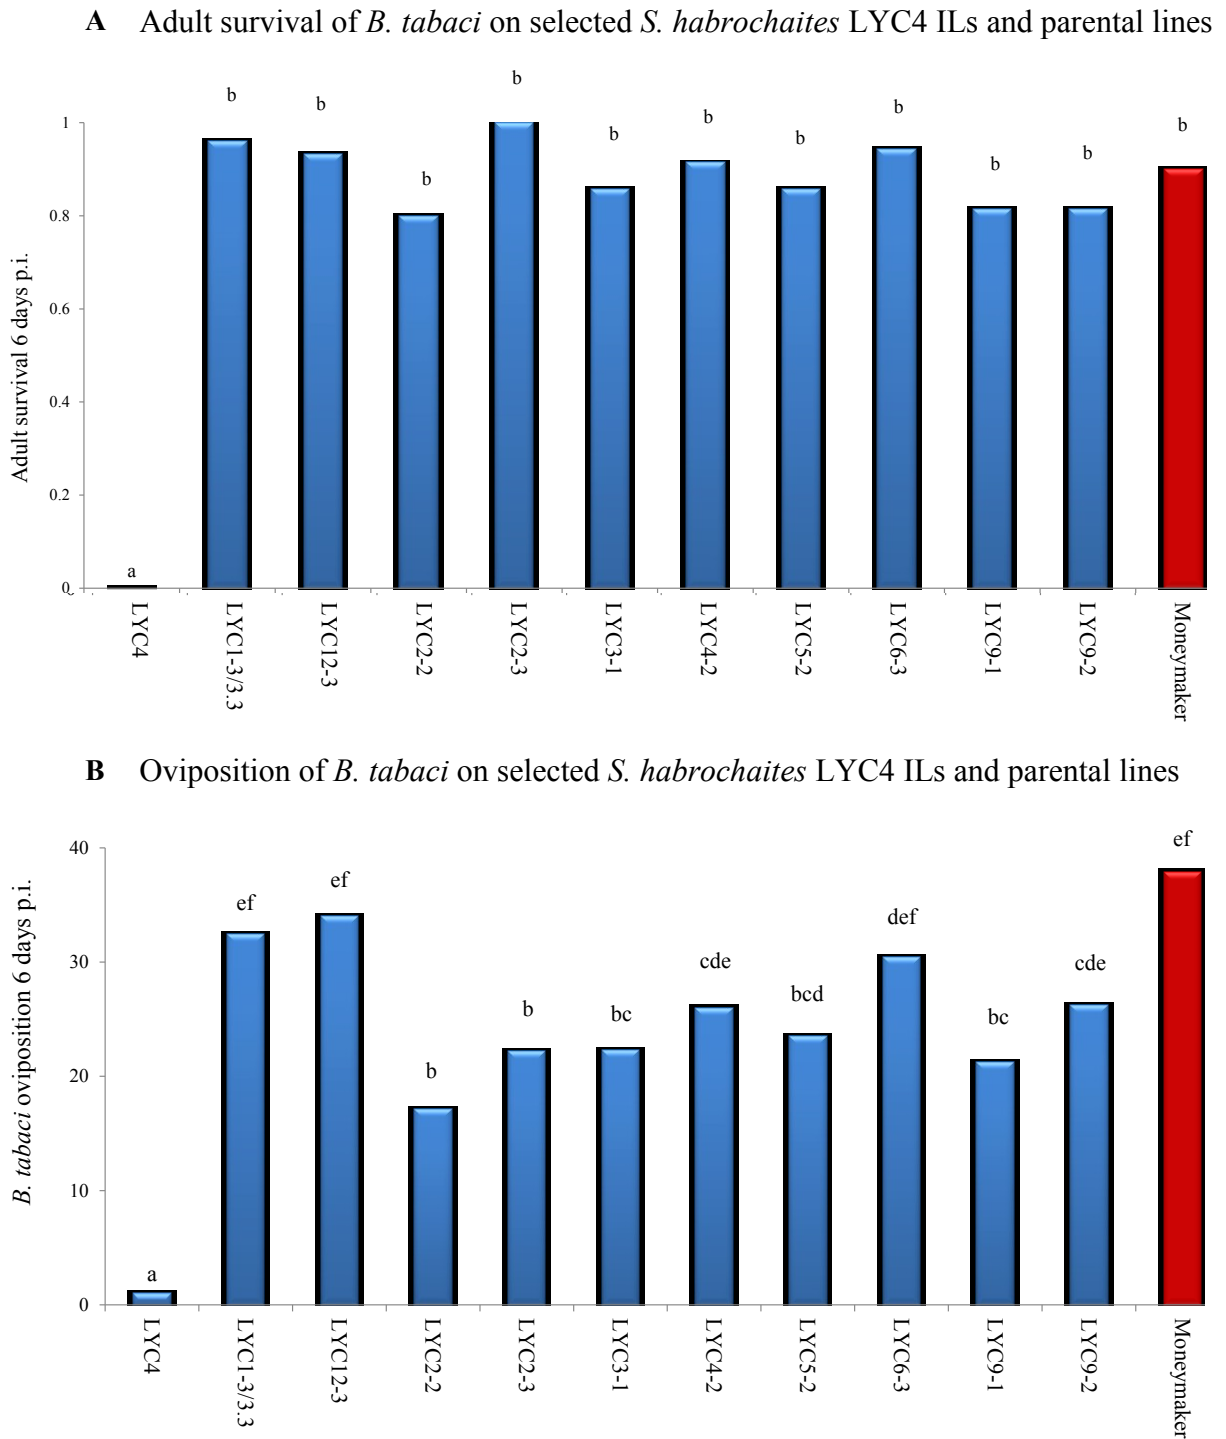 A Adult survival of B. tabaci on selected S. habrochaites LYC4 ILs and parental lines
Adult survival 6 days p.i.
1
0.8
0.6
0.4
0.2
0
a
b
b
b
b
b
b
b
b
b
b
b
LYC4
LYC1-3/3.3
LYC12-3
LYC2-2
LYC2-3
LYC3-1
LYC4-2
LYC5-2
LYC6-3
LYC9-1
LYC9-2
Moneymaker
B Oviposition of B. tabaci on selected S. habrochaites LYC4 ILs and parental lines
B. tabaci oviposition 6 days p.i.
40
30
20
10
0
a
ef
ef
b
b
bc
cde
bcd
def
bc
cde
ef
LYC4
LYC1-3/3.3
LYC12-3
LYC2-2
LYC2-3
LYC3-1
LYC4-2
LYC5-2
LYC6-3
LYC9-1
LYC9-2
Moneymaker